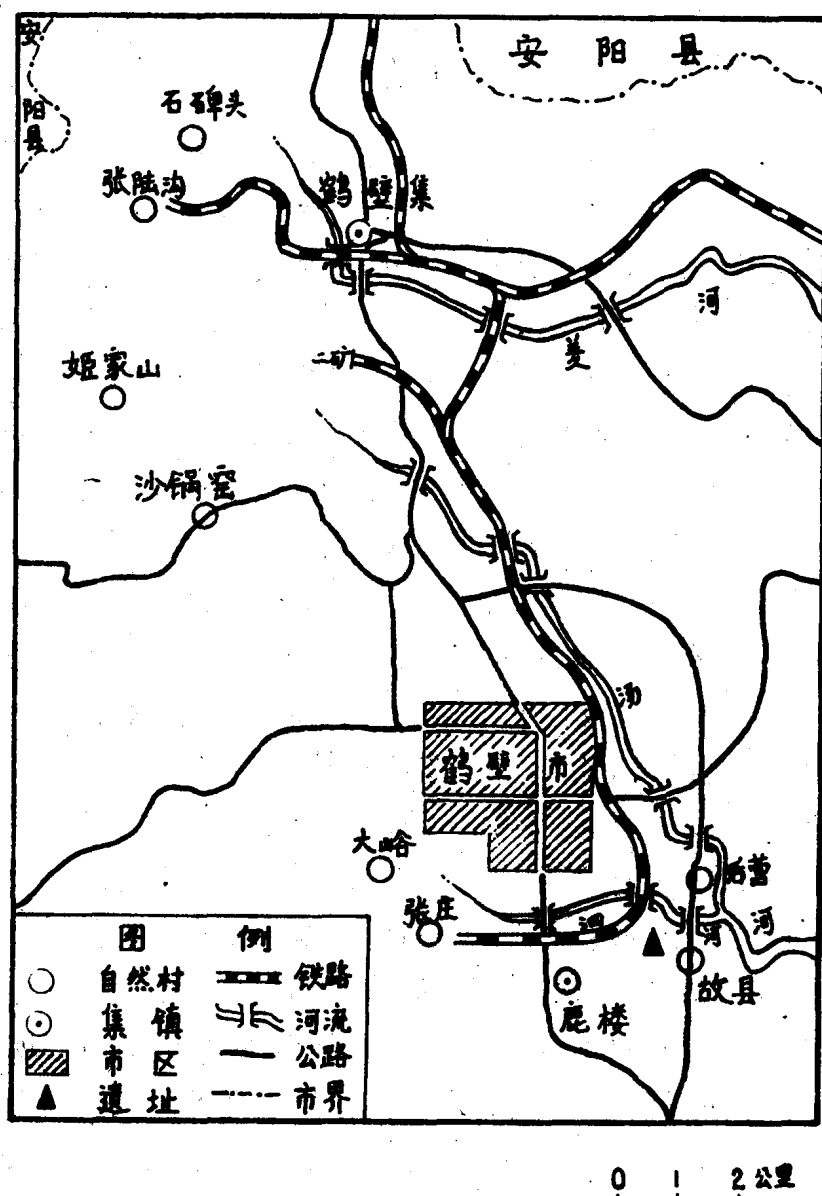 安阳县
安阳县
石碑头
张陆沟
鹤壁集
河
羑
二矿
姬家山
沙锅窑
汤
鹤壁市
大峪
后营
张庄
泗
河
河
故县
鹿楼
图例
自然村
铁路
集镇
河流
市区
公路
遗址
市界
0 1 2公里